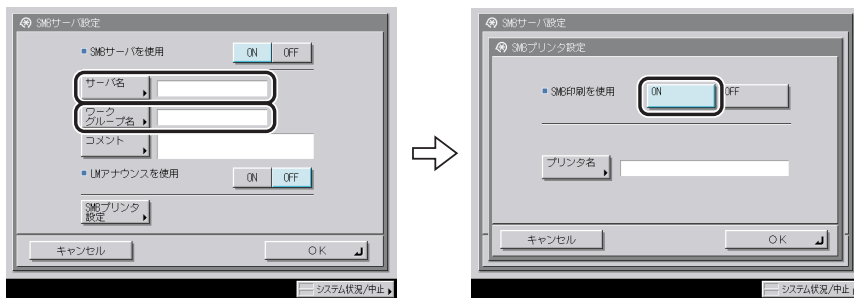 SMBサーバ設定
SMBサーバを使用 ON OFF
サーバ名
ワーク
グループ名
コメント
LMアナウンスを使用 ON OFF
SMBプリンタ
設定
キャンセル OK
システム状況/中止
SMBサーバ設定
SMBプリンタ設定
SMB印刷を使用 ON OFF
プリンタ名
キャンセル OK
システム状況/中止